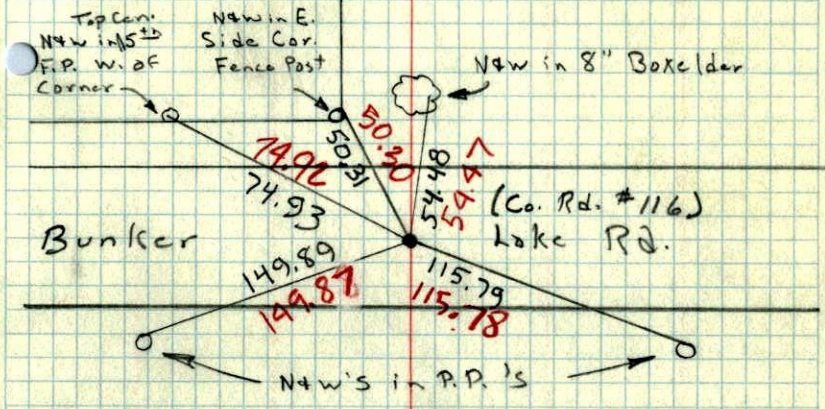 Top Cen.
N&W in 15th
F.P. W. of
Corner
N&W in E.
Side Cor.
Fence Post
N&W in 8" Boxelder
50.30
50.31
74.92
74.93
54.48
54.47
(Co. Rd. #116)
Bunker Lake Rd.
149.89
149.87
115.79
115.78
N&W's in P.P.'s